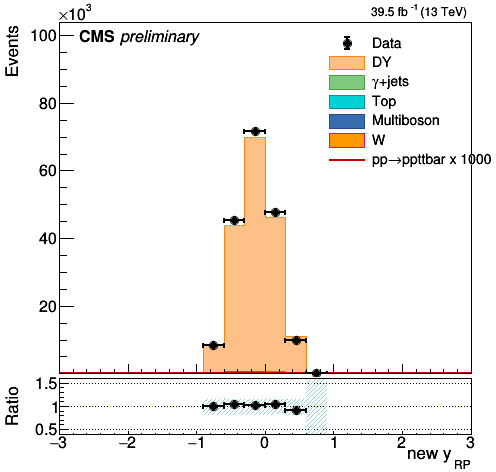 ×10³
39.5 fb⁻¹ (13 TeV)
Events
CMS preliminary
100
80
60
40
20
Data
DY
γ+jets
Top
Multiboson
W
pp→ppttbar x 1000
Ratio
1.5
1
0.5
−3 −2 −1 0 1 2 3
new y_RP